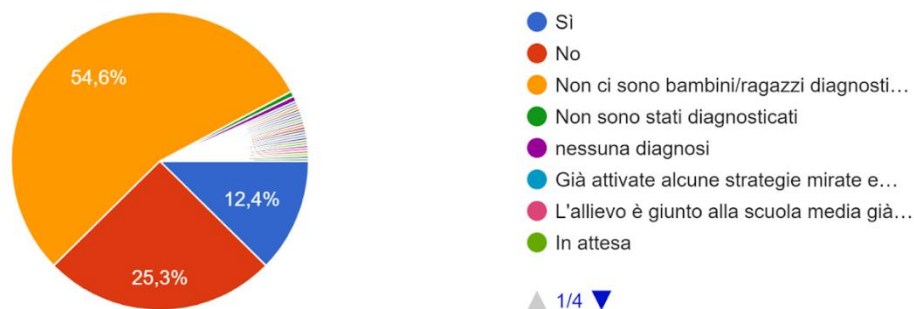 54,6%
12,4%
25,3%
Sì
No
Non ci sono bambini/ragazzi diagnosti…
Non sono stati diagnosticati
nessuna diagnosi
Già attivate alcune strategie mirate e…
L'allievo è giunto alla scuola media già…
In attesa
1/4